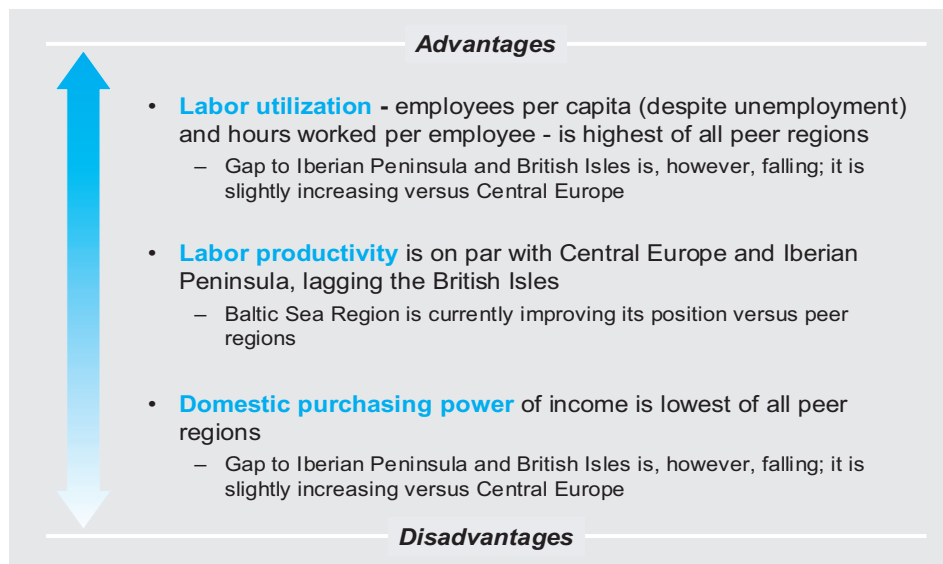 Advantages
• Labor utilization - employees per capita (despite unemployment)
and hours worked per employee - is highest of all peer regions
– Gap to Iberian Peninsula and British Isles is, however, falling; it is
slightly increasing versus Central Europe
• Labor productivity is on par with Central Europe and Iberian
Peninsula, lagging the British Isles
– Baltic Sea Region is currently improving its position versus peer
regions
• Domestic purchasing power of income is lowest of all peer
regions
– Gap to Iberian Peninsula and British Isles is, however, falling; it is
slightly increasing versus Central Europe
Disadvantages